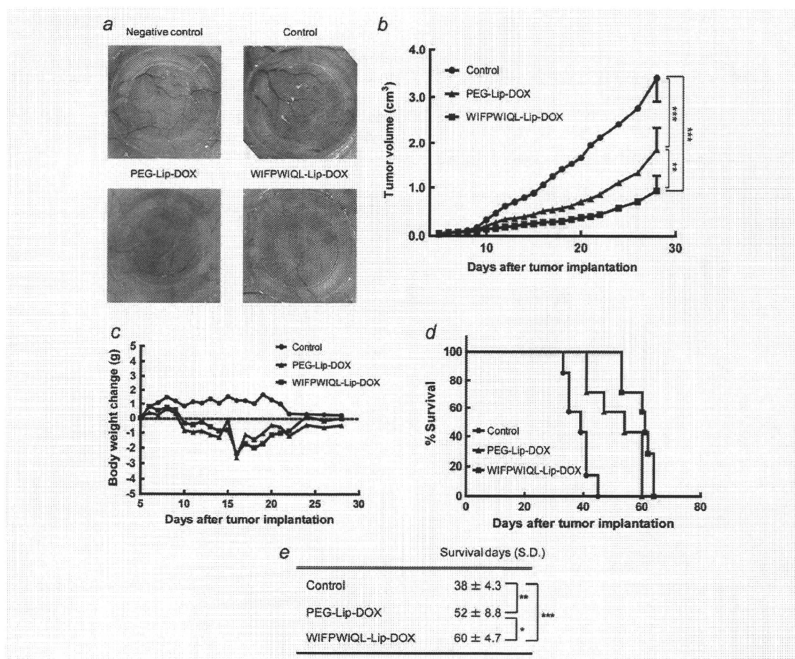 a
Negative control
Control
PEG-Lip-DOX
WIFPWIQL-Lip-DOX
b
Tumor volume (cm3)
4.0
3.0
2.0
1.0
0.0
Control
PEG-Lip-DOX
WIFPWIQL-Lip-DOX
***
***
**
10
20
30
Days after tumor implantation
c
Body weight change (g)
5
4
3
2
1
0
-1
-2
-3
-4
-5
Control
PEG-Lip-DOX
WIFPWIQL-Lip-DOX
5
10
15
20
25
30
Days after tumor implantation
d
% Survival
100
80
60
40
20
0
Control
PEG-Lip-DOX
WIFPWIQL-Lip-DOX
0
20
40
60
80
Days after tumor implantation
e
Survival days (S.D.)
Control 38 ± 4.3
**
***
PEG-Lip-DOX 52 ± 8.8
*
WIFPWIQL-Lip-DOX 60 ± 4.7